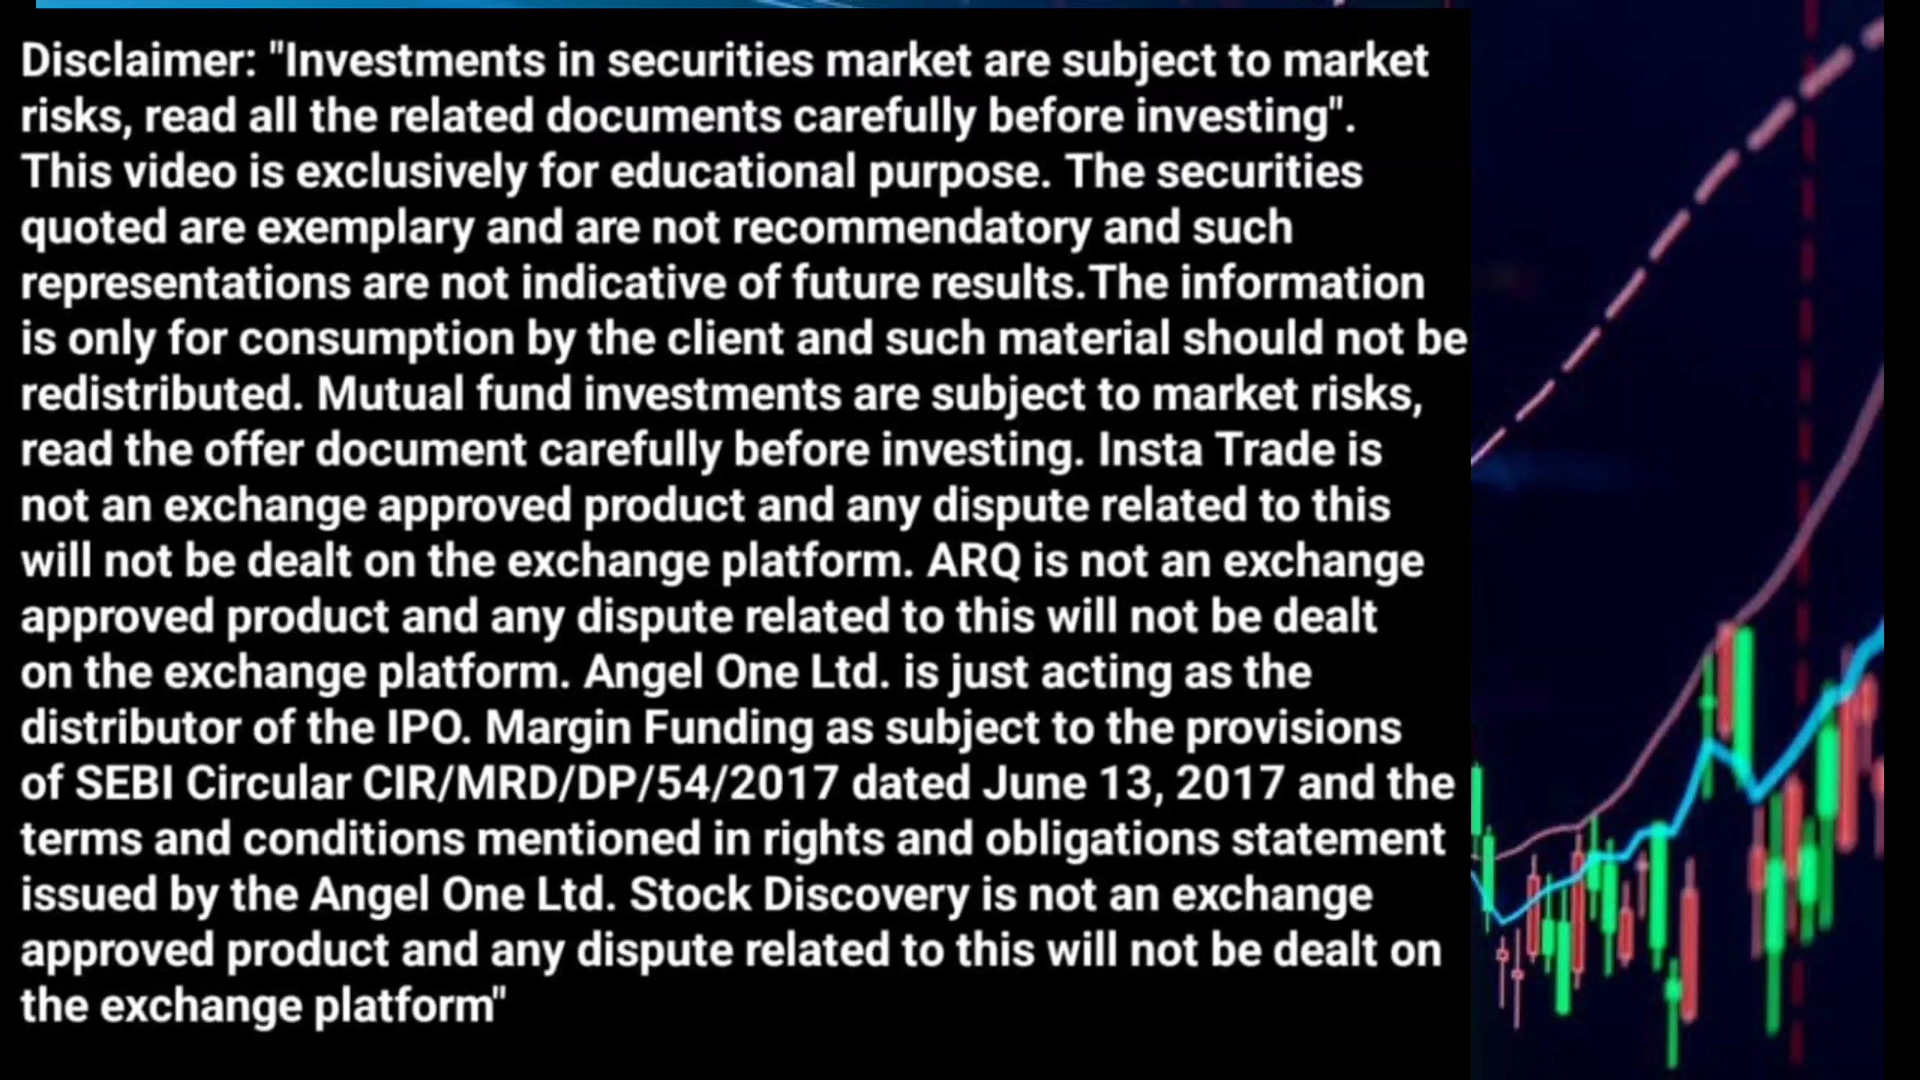 Disclaimer: "Investments in securities market are subject to market
risks, read all the related documents carefully before investing".
This video is exclusively for educational purpose. The securities
quoted are exemplary and are not recommendatory and such
representations are not indicative of future results.The information
is only for consumption by the client and such material should not be
redistributed. Mutual fund investments are subject to market risks,
read the offer document carefully before investing. Insta Trade is
not an exchange approved product and any dispute related to this
will not be dealt on the exchange platform. ARQ is not an exchange
approved product and any dispute related to this will not be dealt
on the exchange platform. Angel One Ltd. is just acting as the
distributor of the IPO. Margin Funding as subject to the provisions
of SEBI Circular CIR/MRD/DP/54/2017 dated June 13, 2017 and the
terms and conditions mentioned in rights and obligations statement
issued by the Angel One Ltd. Stock Discovery is not an exchange
approved product and any dispute related to this will not be dealt on
the exchange platform"